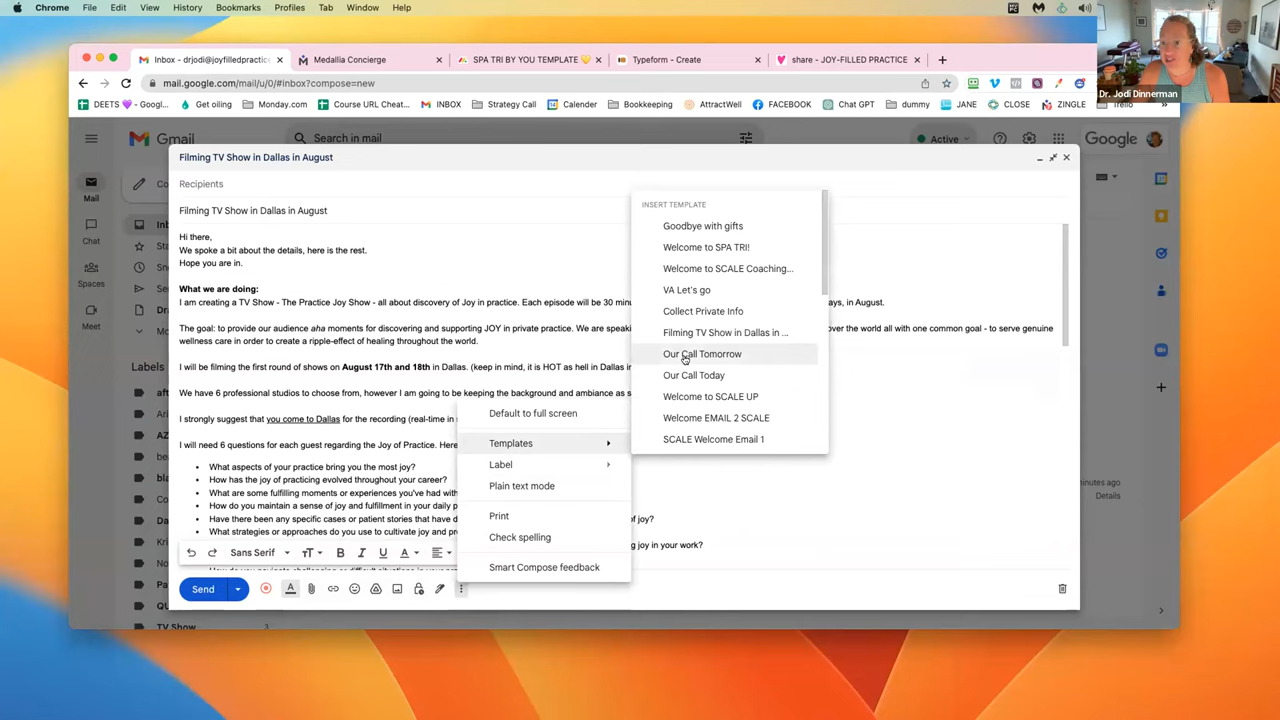 Chrome File Edit View History Bookmarks Profiles Tab Window Help
Inbox - drjodi@joyfilledpractic
Medallia Concierge
SPA TRI BY YOU TEMPLATE 💛
Typeform - Create
share - JOY-FILLED PRACTICE
mail.google.com/mail/u/0/#inbox?compose=new
DEETS 💜 - Googl... Get oiling Monday.com Course URL Cheat... INBOX Strategy Call Calender Bookkeeping AttractWell FACEBOOK Chat GPT dummy JANE CLOSE ZINGLE Trello
Dr. Jodi Dinnerman
Gmail
Search in mail
Active
Google
Mail
Chat
Spaces
Meet
Labels
TV Show 3
minutes ago
Details
Filming TV Show in Dallas in August
Recipients
Filming TV Show in Dallas in August
Hi there,
We spoke a bit about the details, here is the rest.
Hope you are in.
What we are doing:
I am creating a TV Show - The Practice Joy Show - all about discovery of Joy in practice. Each episode will be 30 minu
ays, in August.
The goal: to provide our audience aha moments for discovering and supporting JOY in private practice. We are speaki
over the world all with one common goal - to serve genuine
wellness care in order to create a ripple-effect of healing throughout the world.
I will be filming the first round of shows on August 17th and 18th in Dallas. (keep in mind, it is HOT as hell in Dallas in
We have 6 professional studios to choose from, however I am going to be keeping the background and ambiance as s
I strongly suggest that you come to Dallas for the recording (real-time in
I will need 6 questions for each guest regarding the Joy of Practice. Here
• What aspects of your practice bring you the most joy?
• How has the joy of practicing evolved throughout your career?
• What are some fulfilling moments or experiences you've had with
• How do you maintain a sense of joy and fulfillment in your daily p
• Have there been any specific cases or patient stories that have d
of joy?
• What strategies or approaches do you use to cultivate joy and pr
ng joy in your work?
Sans Serif
Send
Default to full screen
Templates
Label
Plain text mode
Print
Check spelling
Smart Compose feedback
INSERT TEMPLATE
Goodbye with gifts
Welcome to SPA TRI!
Welcome to SCALE Coaching...
VA Let's go
Collect Private Info
Filming TV Show in Dallas in ...
Our Call Tomorrow
Our Call Today
Welcome to SCALE UP
Welcome EMAIL 2 SCALE
SCALE Welcome Email 1